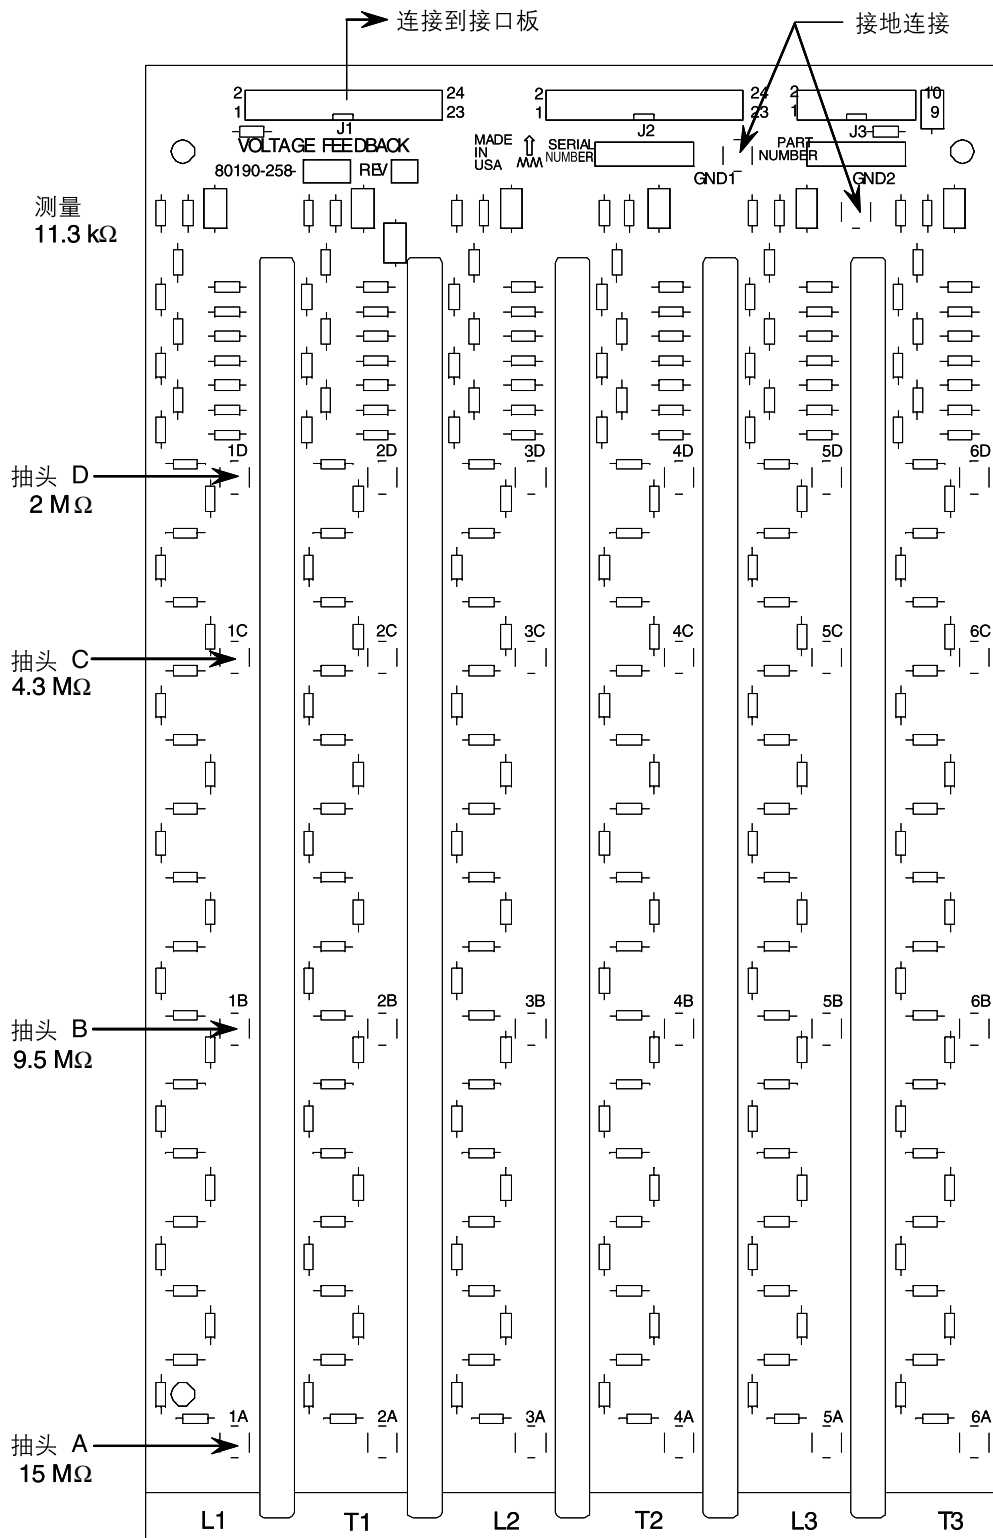 连接到接口板
接地连接
2 24
1 23
J1
2 24
1 23
J2
2 10
1 9
J3
VOLTAGE FEEDBACK
80190-258- REV
MADE
IN
USA
SERIAL
NUMBER
PART
NUMBER
GND1
GND2
测量
11.3 kΩ
1D 2D 3D 4D 5D 6D
抽头 D
2 MΩ
1C 2C 3C 4C 5C 6C
抽头 C
4.3 MΩ
1B 2B 3B 4B 5B 6B
抽头 B
9.5 MΩ
1A 2A 3A 4A 5A 6A
抽头 A
15 MΩ
L1 T1 L2 T2 L3 T3